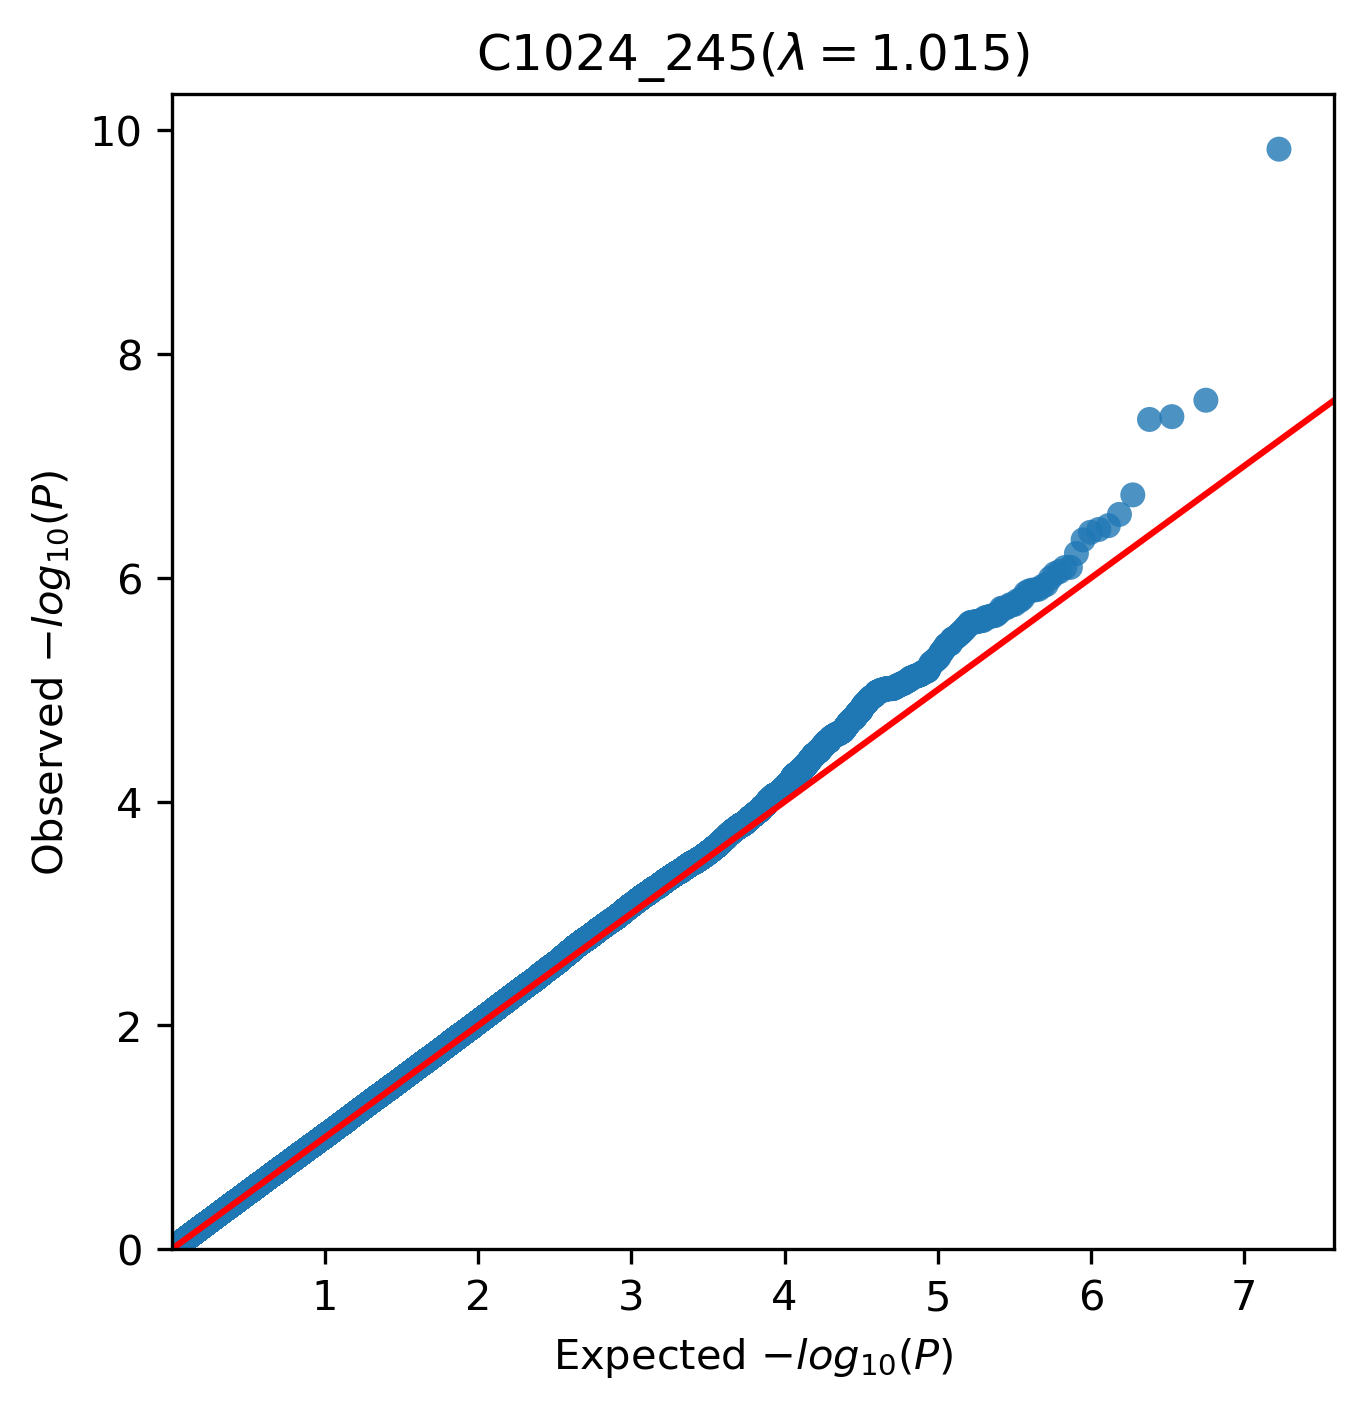 C1024_245(λ = 1.015)
10
8
6
4
2
0
Observed −log₁₀(P)
1 2 3 4 5 6 7
Expected −log₁₀(P)